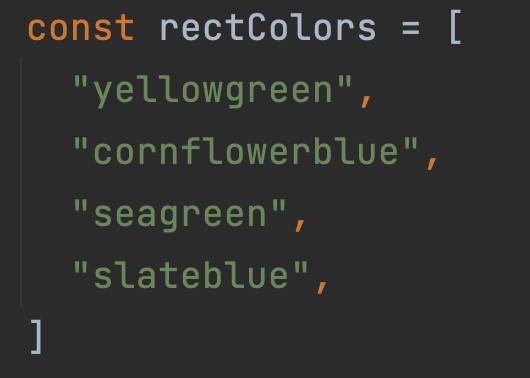 const rectColors = [
"yellowgreen",
"cornflowerblue",
"seagreen",
"slateblue",
]